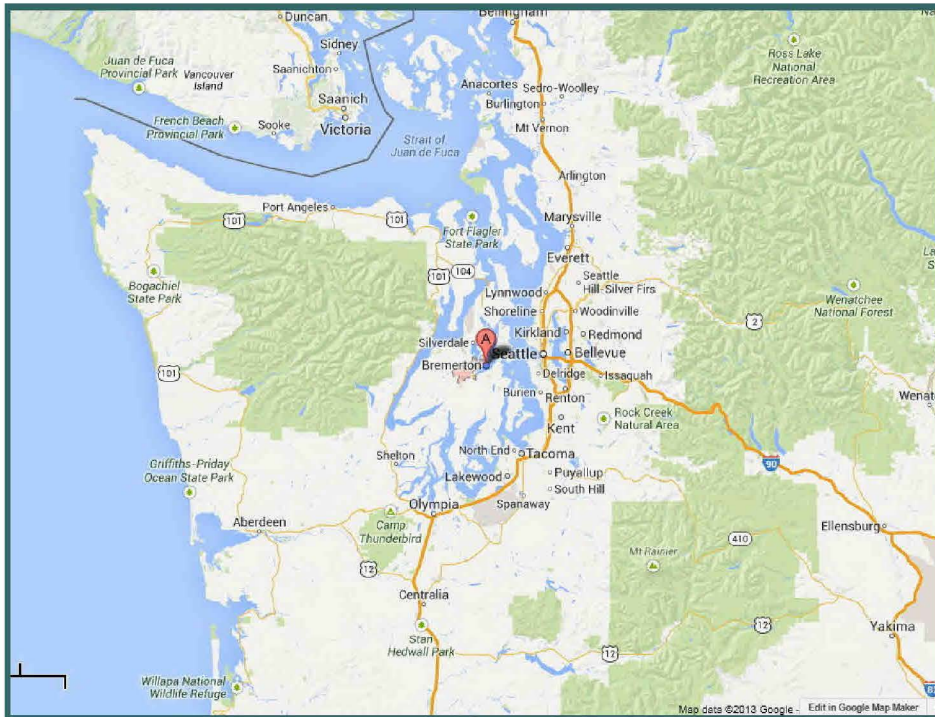 Duncan
Bellingham
Sidney
Juan de Fuca
Provincial Park
Vancouver
Island
Saanichton
Ross Lake
National
Recreation Area
Anacortes
Sedro-Woolley
Saanich
Burlington
French Beach
Provincial Park
Sooke
Victoria
Mt Vernon
Strait of
Juan de Fuca
Arlington
Port Angeles
101
101
Marysville
Fort Flagler
State Park
Everett
Bogachiel
State Park
101
104
Seattle
Hill-Silver Firs
Lynnwood
Wenatchee
National Forest
Shoreline
Woodinville
2
Kirkland
Redmond
Silverdale
A
Seattle
Bellevue
Bremerton
101
Delridge
Issaquah
Burien
Renton
Rock Creek
Natural Area
Kent
Shelton
North End
Tacoma
90
Griffiths-Priday
Ocean State Park
Lakewood
Puyallup
South Hill
Olympia
Spanaway
Aberdeen
Camp
Thunderbird
Ellensburg
410
Mt Rainier
12
Centralia
Stan
Hedwall Park
12
12
Yakima
Willapa National
Wildlife Refuge
82
Map data ©2013 Google -
Edit in Google Map Maker